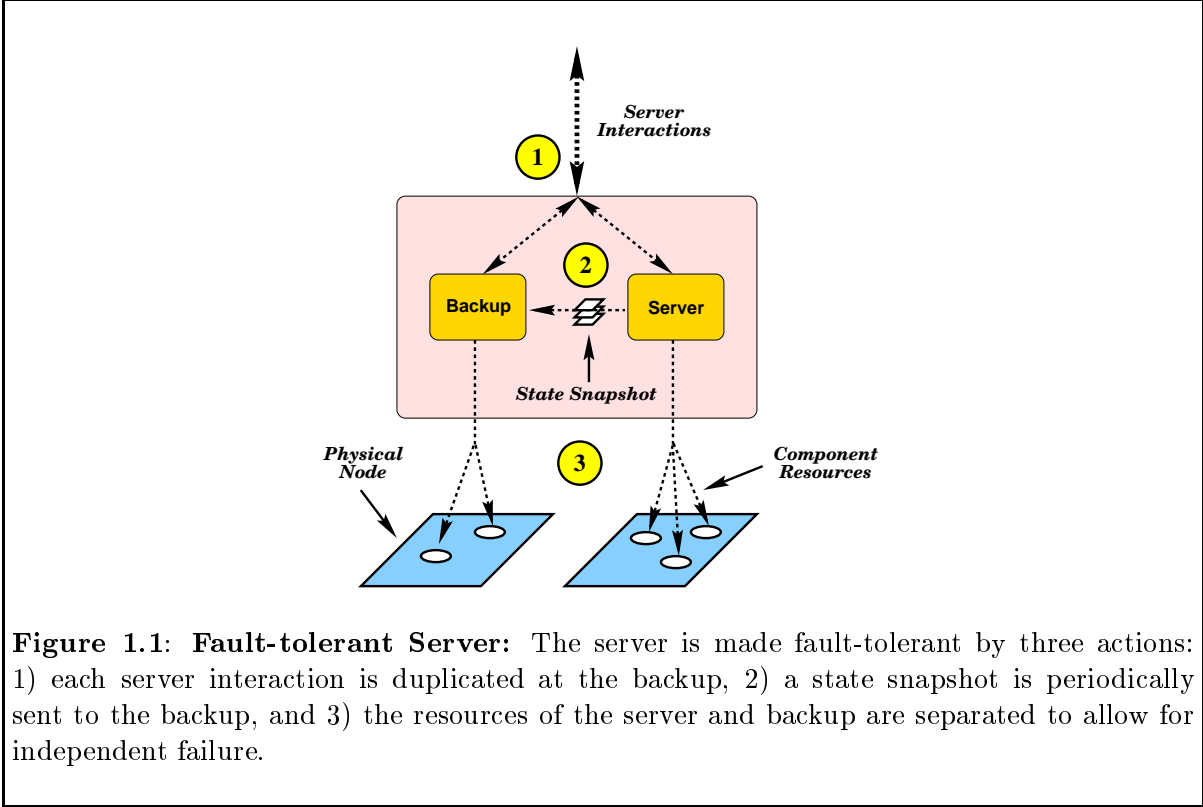 Server
Interactions
1
2
Backup
Server
State Snapshot
Physical
Node
3
Component
Resources
Figure 1.1: Fault-tolerant Server: The server is made fault-tolerant by three actions:
1) each server interaction is duplicated at the backup, 2) a state snapshot is periodically
sent to the backup, and 3) the resources of the server and backup are separated to allow for
independent failure.